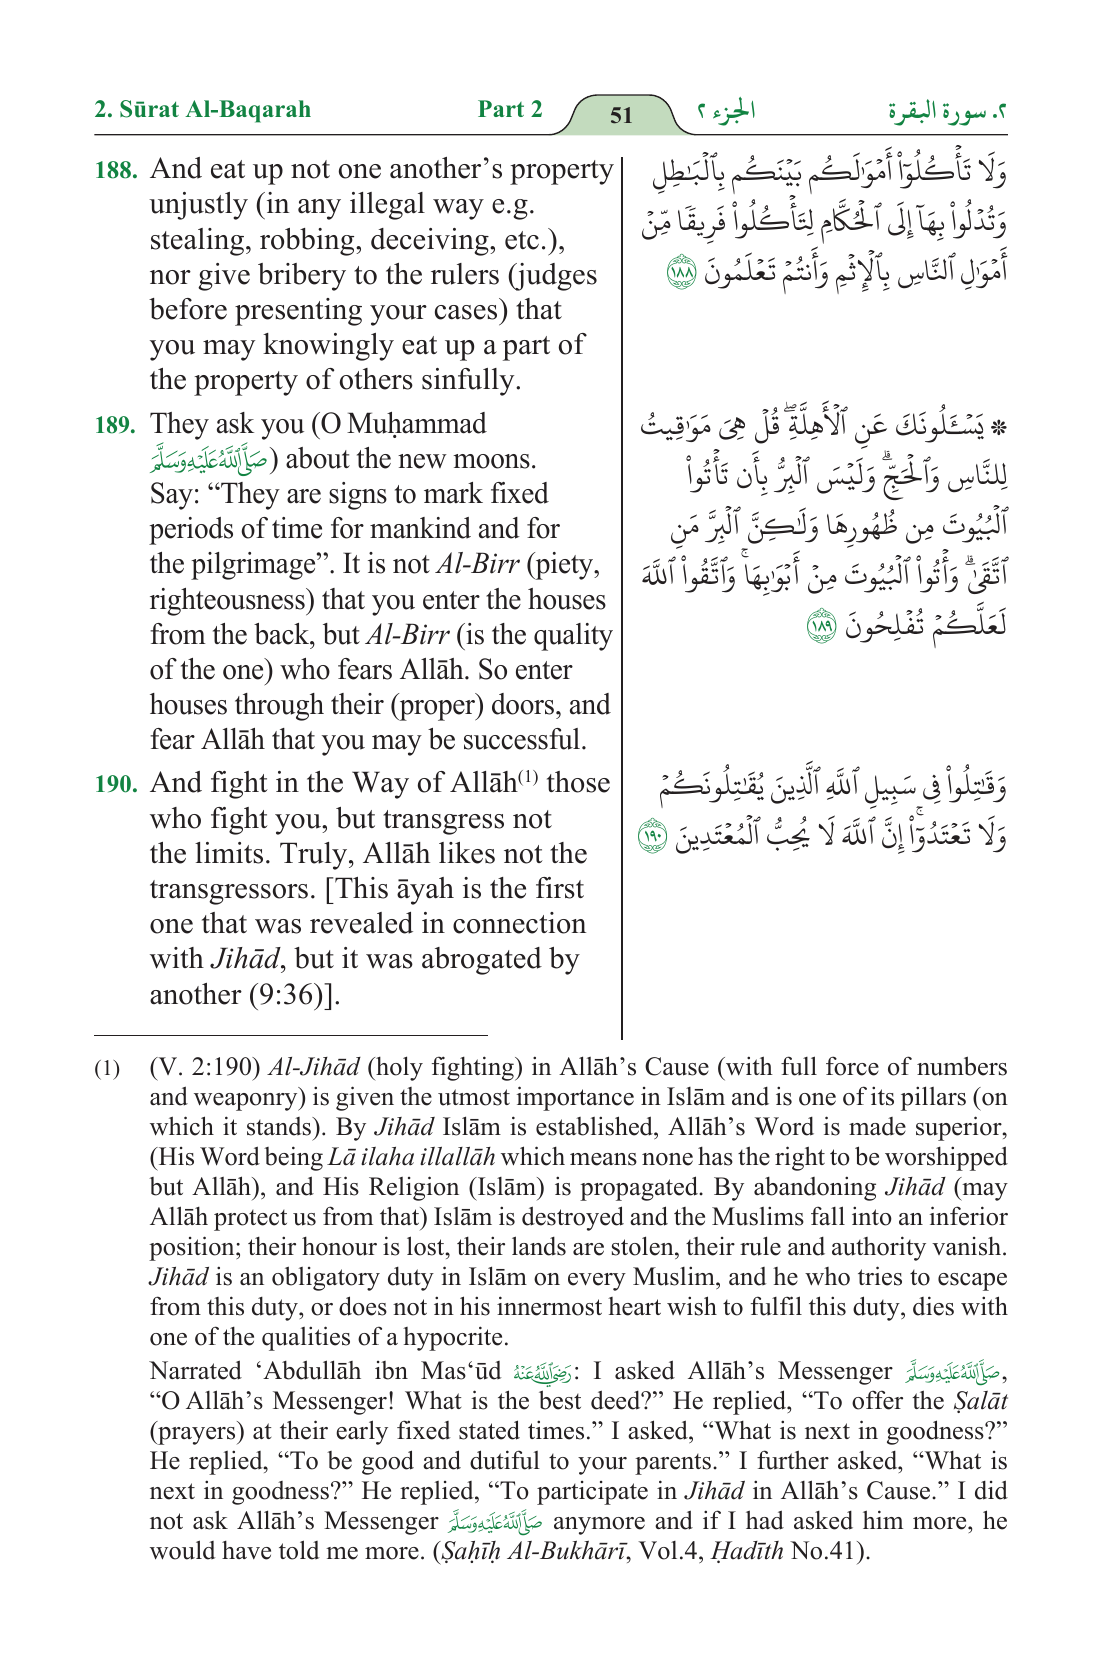 2. Sūrat Al-Baqarah Part 2 51 الجزء ٢ ٢. سورة البقرة
188. And eat up not one another’s property
unjustly (in any illegal way e.g.
stealing, robbing, deceiving, etc.),
nor give bribery to the rulers (judges
before presenting your cases) that
you may knowingly eat up a part of
the property of others sinfully.
وَلَا تَأْكُلُوٓا۟ أَمْوَٰلَكُم بَيْنَكُم بِٱلْبَـٰطِلِ
وَتُدْلُوا۟ بِهَآ إِلَى ٱلْحُكَّامِ لِتَأْكُلُوا۟ فَرِيقًا مِّنْ
أَمْوَٰلِ ٱلنَّاسِ بِٱلْإِثْمِ وَأَنتُمْ تَعْلَمُونَ ١٨٨
189. They ask you (O Muḥammad
ﷺ) about the new moons.
Say: “They are signs to mark fixed
periods of time for mankind and for
the pilgrimage”. It is not Al-Birr (piety,
righteousness) that you enter the houses
from the back, but Al-Birr (is the quality
of the one) who fears Allāh. So enter
houses through their (proper) doors, and
fear Allāh that you may be successful.
۞ يَسْـَٔلُونَكَ عَنِ ٱلْأَهِلَّةِ ۖ قُلْ هِىَ مَوَٰقِيتُ
لِلنَّاسِ وَٱلْحَجِّ ۗ وَلَيْسَ ٱلْبِرُّ بِأَن تَأْتُوا۟
ٱلْبُيُوتَ مِن ظُهُورِهَا وَلَـٰكِنَّ ٱلْبِرَّ مَنِ
ٱتَّقَىٰ ۗ وَأْتُوا۟ ٱلْبُيُوتَ مِنْ أَبْوَٰبِهَا ۚ وَٱتَّقُوا۟ ٱللَّهَ
لَعَلَّكُمْ تُفْلِحُونَ ١٨٩
190. And fight in the Way of Allāh(1) those
who fight you, but transgress not
the limits. Truly, Allāh likes not the
transgressors. [This āyah is the first
one that was revealed in connection
with Jihād, but it was abrogated by
another (9:36)].
وَقَـٰتِلُوا۟ فِى سَبِيلِ ٱللَّهِ ٱلَّذِينَ يُقَـٰتِلُونَكُمْ
وَلَا تَعْتَدُوٓا۟ ۚ إِنَّ ٱللَّهَ لَا يُحِبُّ ٱلْمُعْتَدِينَ ١٩٠
(1) (V. 2:190) Al-Jihād (holy fighting) in Allāh’s Cause (with full force of numbers
and weaponry) is given the utmost importance in Islām and is one of its pillars (on
which it stands). By Jihād Islām is established, Allāh’s Word is made superior,
(His Word being Lā ilaha illallāh which means none has the right to be worshipped
but Allāh), and His Religion (Islām) is propagated. By abandoning Jihād (may
Allāh protect us from that) Islām is destroyed and the Muslims fall into an inferior
position; their honour is lost, their lands are stolen, their rule and authority vanish.
Jihād is an obligatory duty in Islām on every Muslim, and he who tries to escape
from this duty, or does not in his innermost heart wish to fulfil this duty, dies with
one of the qualities of a hypocrite.
Narrated ‘Abdullāh ibn Mas‘ūd رَضِيَ ٱللَّهُ عَنْهُ: I asked Allāh’s Messenger ﷺ,
“O Allāh’s Messenger! What is the best deed?” He replied, “To offer the Ṣalāt
(prayers) at their early fixed stated times.” I asked, “What is next in goodness?”
He replied, “To be good and dutiful to your parents.” I further asked, “What is
next in goodness?” He replied, “To participate in Jihād in Allāh’s Cause.” I did
not ask Allāh’s Messenger ﷺ anymore and if I had asked him more, he
would have told me more. (Ṣaḥīḥ Al-Bukhārī, Vol.4, Ḥadīth No.41).